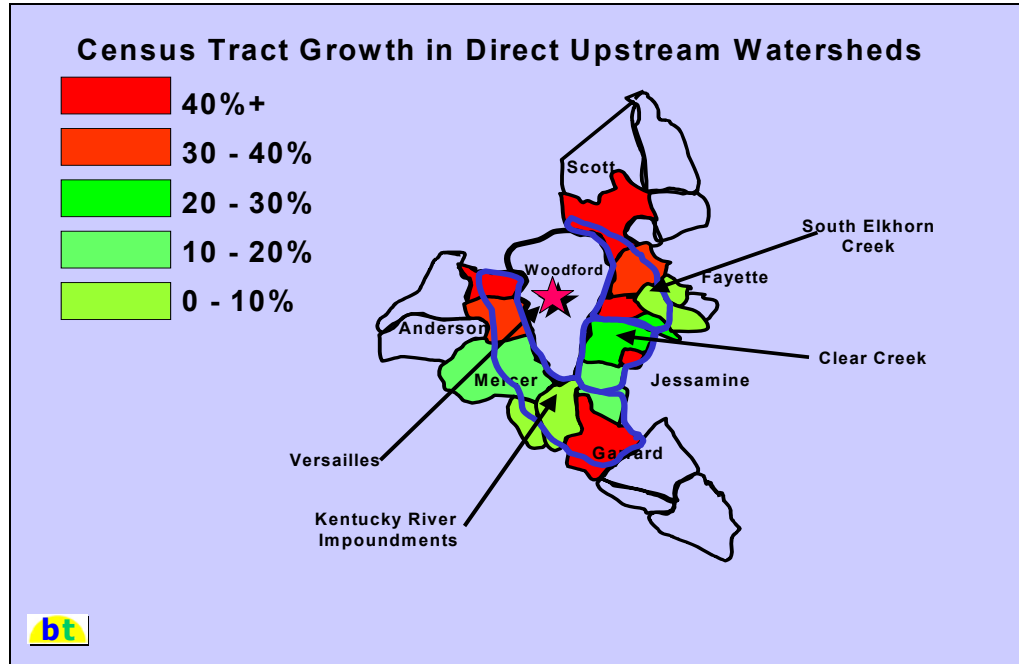 Census Tract Growth in Direct Upstream Watersheds
40%+
30 - 40%
20 - 30%
10 - 20%
0 - 10%
Scott
South Elkhorn
Creek
Woodford
Fayette
Anderson
Clear Creek
Mercer
Jessamine
Versailles
Garrard
Kentucky River
Impoundments
bt